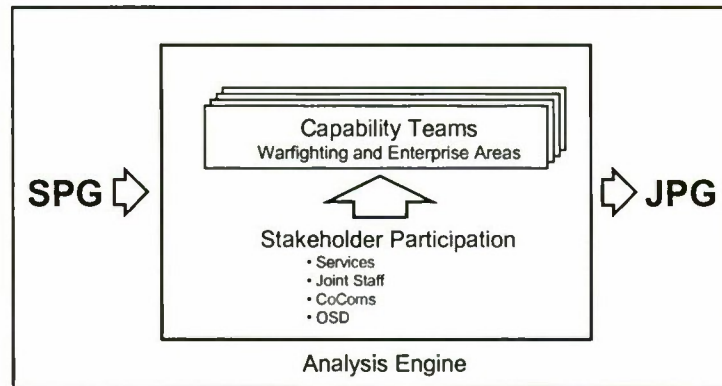 Capability Teams
Warfighting and Enterprise Areas
SPG
JPG
Stakeholder Participation
• Services
• Joint Staff
• CoComs
• OSD
Analysis Engine